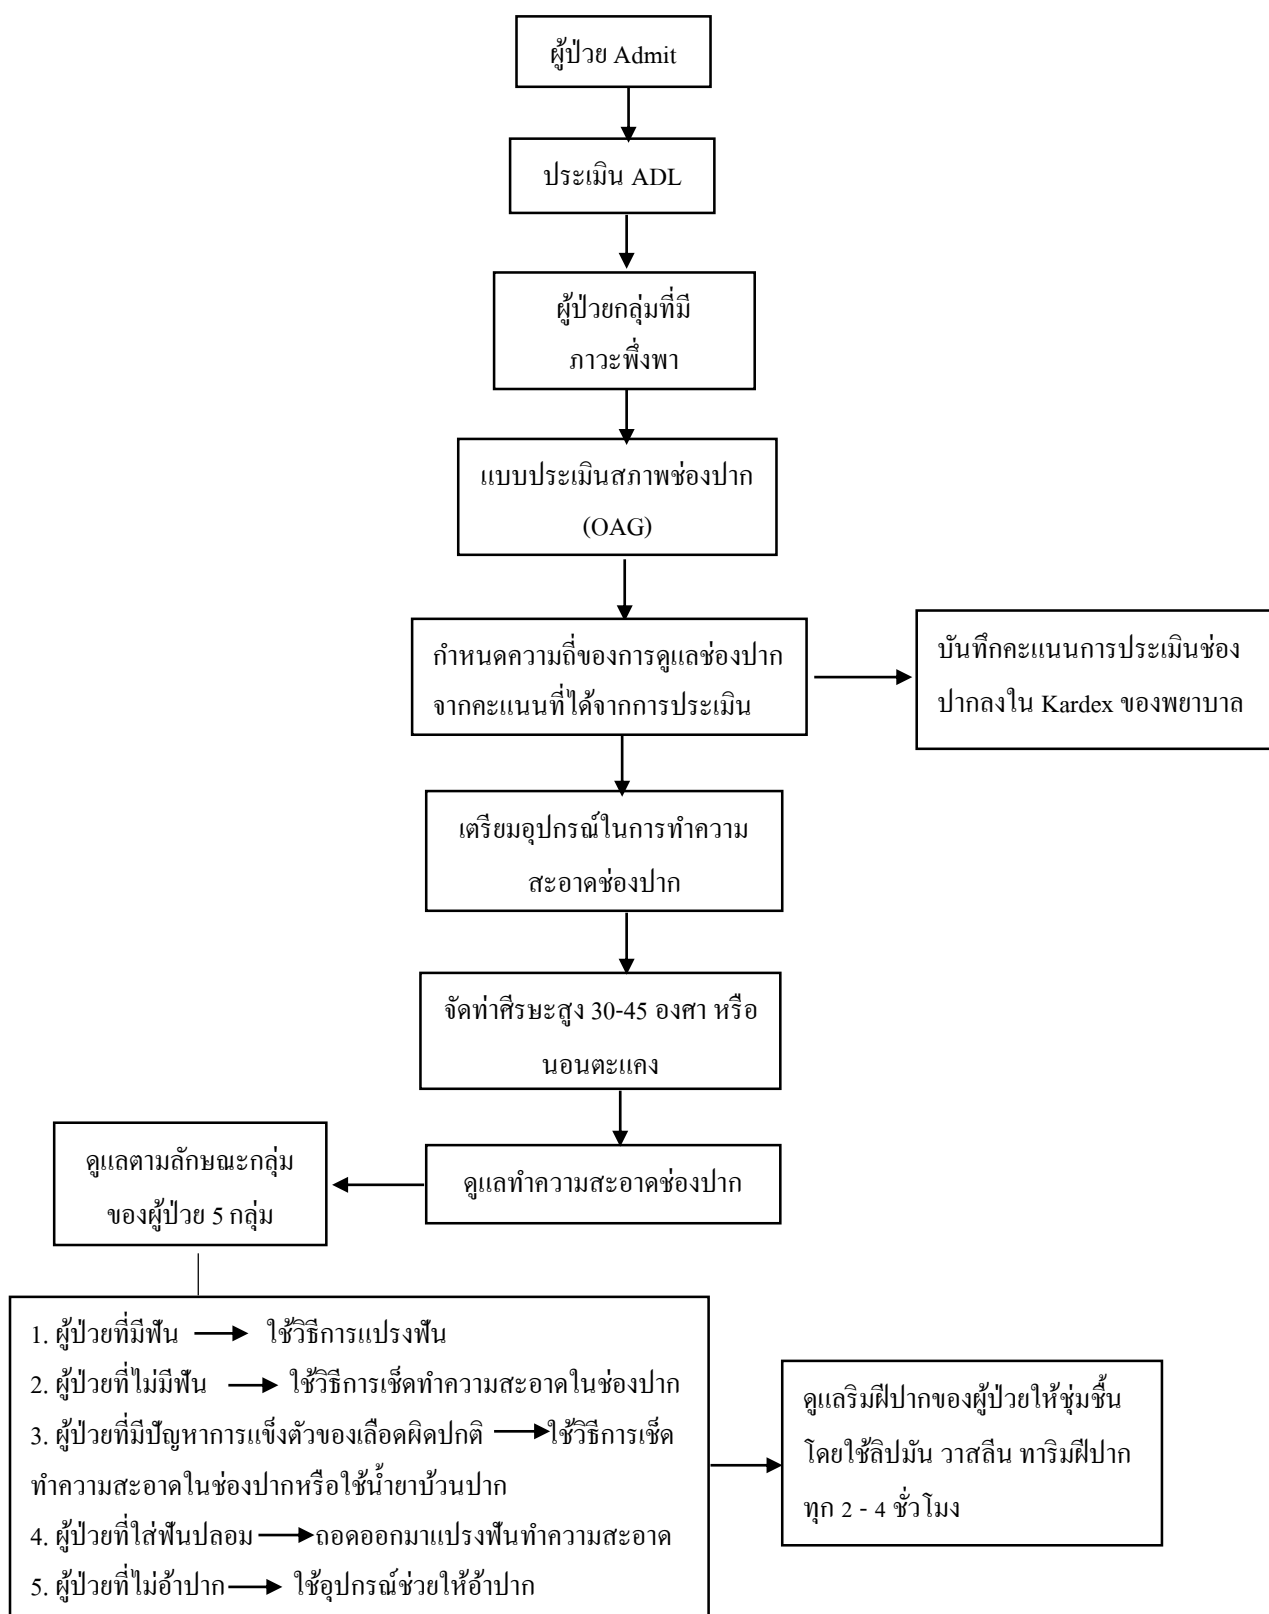 ผู้ป่วย Admit
ประเมิน ADL
ผู้ป่วยกลุ่มที่มี
ภาวะพึ่งพา
แบบประเมินสภาพช่องปาก
(OAG)
กำหนดความถี่ของการดูแลช่องปาก
จากคะแนนที่ได้จากการประเมิน
บันทึกคะแนนการประเมินช่อง
ปากลงใน Kardex ของพยาบาล
เตรียมอุปกรณ์ในการทำความ
สะอาดช่องปาก
จัดท่าศีรษะสูง 30-45 องศา หรือ
นอนตะแคง
ดูแลทำความสะอาดช่องปาก
ดูแลตามลักษณะกลุ่ม
ของผู้ป่วย 5 กลุ่ม
1. ผู้ป่วยที่มีฟัน → ใช้วิธีการแปรงฟัน
2. ผู้ป่วยที่ไม่มีฟัน → ใช้วิธีการเช็ดทำความสะอาดในช่องปาก
3. ผู้ป่วยที่มีปัญหาการแข็งตัวของเลือดผิดปกติ → ใช้วิธีการเช็ด
ทำความสะอาดในช่องปากหรือใช้น้ำยาบ้วนปาก
4. ผู้ป่วยที่ใส่ฟันปลอม → ถอดออกมาแปรงฟันทำความสะอาด
5. ผู้ป่วยที่ไม่อ้าปาก → ใช้อุปกรณ์ช่วยให้อ้าปาก
ดูแลริมฝีปากของผู้ป่วยให้ชุ่มชื้น
โดยใช้ลิปมัน วาสลีน ทาริมฝีปาก
ทุก 2 - 4 ชั่วโมง